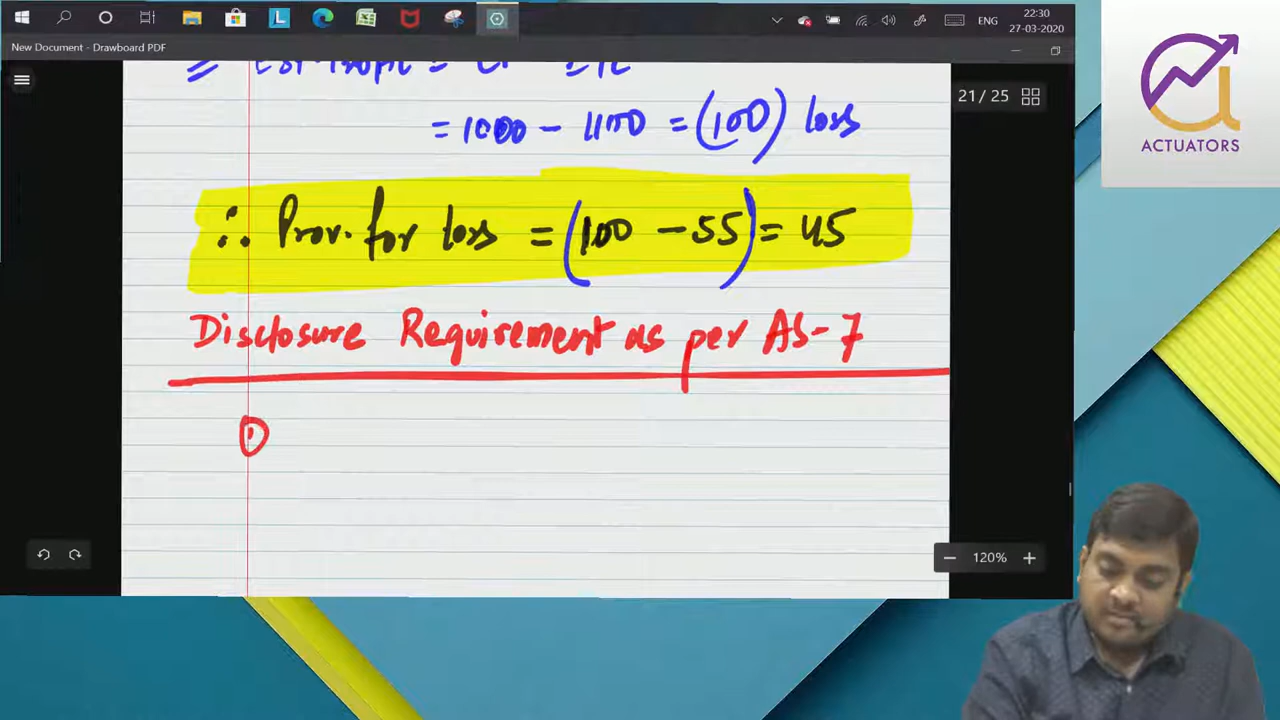 22:30
ENG
27-03-2020
New Document - Drawboard PDF
21 / 25
= 1000 - 1100 = (100) loss
∴ Prov. for loss = (100 - 55) = 45
Disclosure Requirement as per AS-7
120%
ACTUATORS